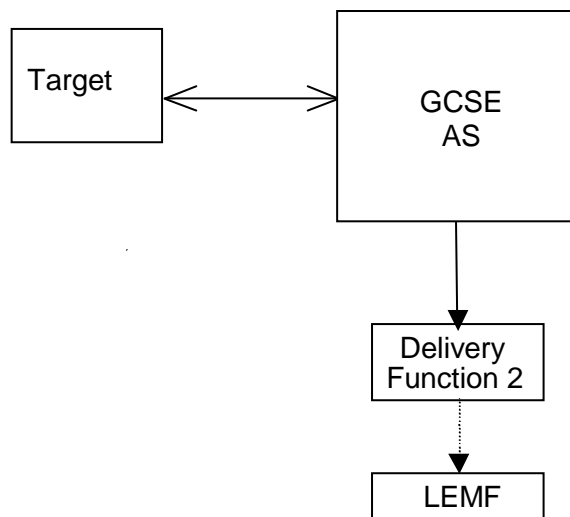 Target
GCSE
AS
Delivery
Function 2
LEMF